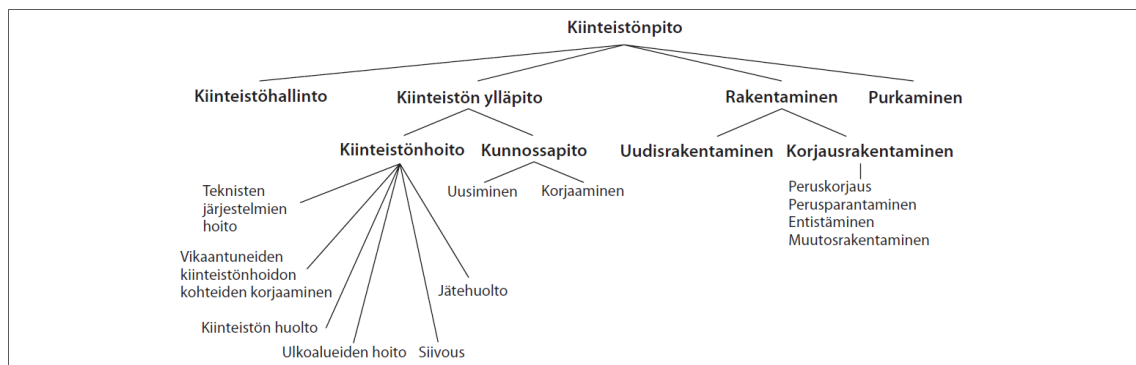 Kiinteistönpito
Kiinteistöhallinto
Kiinteistön ylläpito
Rakentaminen
Purkaminen
Kiinteistönhoito
Kunnossapito
Uudisrakentaminen
Korjausrakentaminen
Teknisten
järjestelmien
hoito
Uusiminen
Korjaaminen
Peruskorjaus
Perusparantaminen
Entistäminen
Muutosrakentaminen
Vikaantuneiden
kiinteistönhoidon
kohteiden korjaaminen
Jätehuolto
Kiinteistön huolto
Ulkoalueiden hoito
Siivous